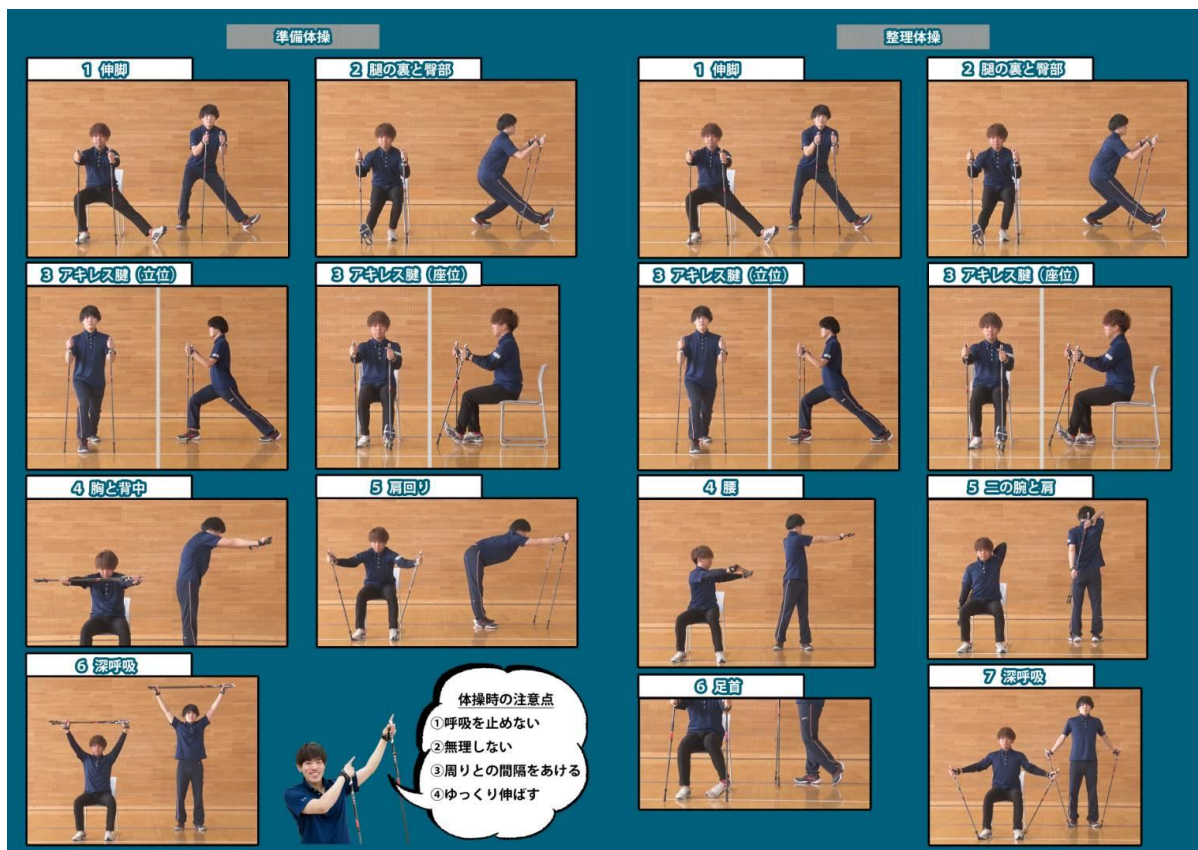 準備体操
1 伸脚
2 腿の裏と臀部
3 アキレス腱（立位）
3 アキレス腱（座位）
4 胸と背中
5 肩回り
6 深呼吸
体操時の注意点
①呼吸を止めない
②無理しない
③周りとの間隔をあける
④ゆっくり伸ばす
整理体操
1 伸脚
2 腿の裏と臀部
3 アキレス腱（立位）
3 アキレス腱（座位）
4 腰
5 二の腕と肩
6 足首
7 深呼吸